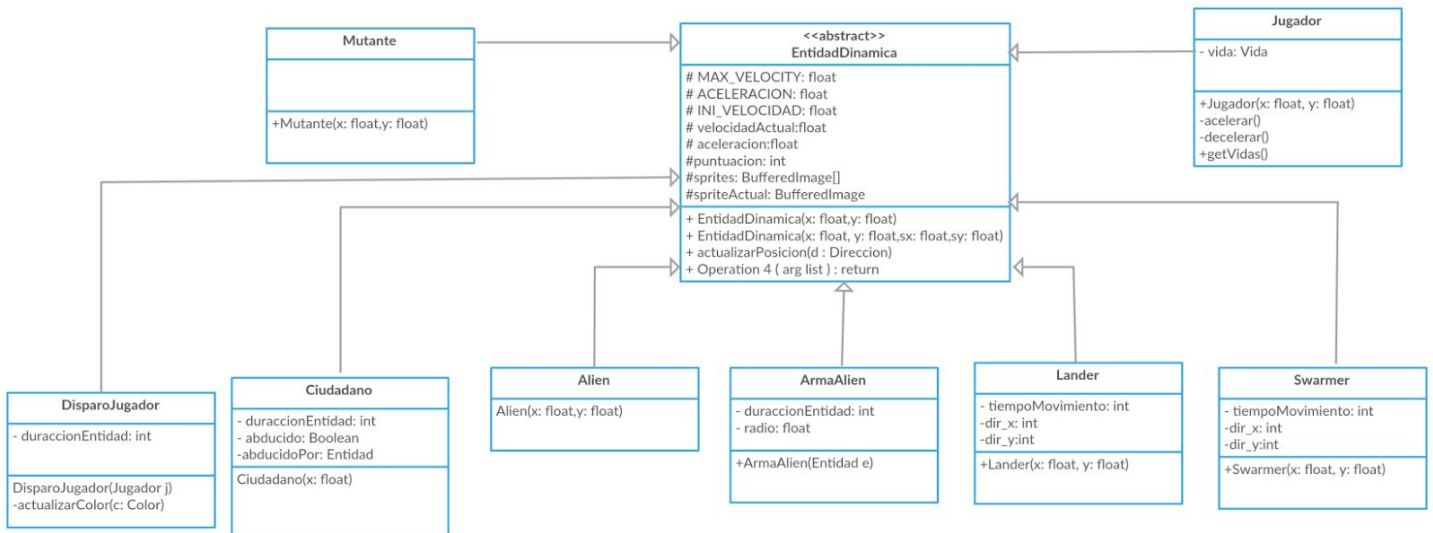 Mutante
+Mutante(x: float,y: float)
<<abstract>>
EntidadDinamica
# MAX_VELOCITY: float
# ACELERACION: float
# INI_VELOCIDAD: float
# velocidadActual:float
# aceleracion:float
#puntuacion: int
#sprites: BufferedImage[]
#spriteActual: BufferedImage
+ EntidadDinamica(x: float,y: float)
+ EntidadDinamica(x: float, y: float,sx: float,sy: float)
+ actualizarPosicion(d : Direccion)
+ Operation 4 ( arg list ) : return
Jugador
- vida: Vida
+Jugador(x: float, y: float)
-acelerar()
-decelerar()
+getVidas()
DisparoJugador
- duraccionEntidad: int
DisparoJugador(Jugador j)
-actualizarColor(c: Color)
Ciudadano
- duraccionEntidad: int
- abducido: Boolean
-abducidoPor: Entidad
Ciudadano(x: float)
Alien
Alien(x: float,y: float)
ArmaAlien
- duraccionEntidad: int
- radio: float
+ArmaAlien(Entidad e)
Lander
- tiempoMovimiento: int
-dir_x: int
-dir_y:int
+Lander(x: float, y: float)
Swarmer
- tiempoMovimiento: int
-dir_x: int
-dir_y:int
+Swarmer(x: float, y: float)